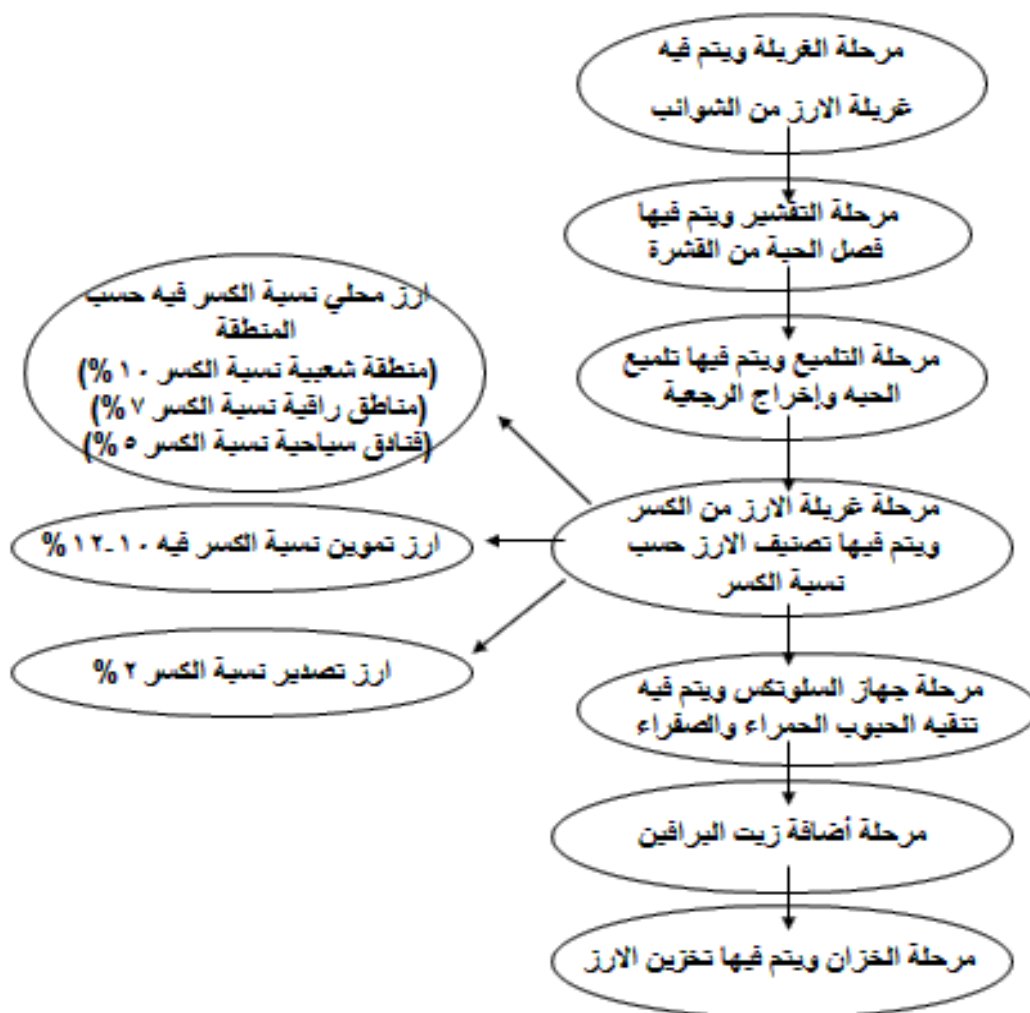 مرحلة الغربلة ويتم فيه
غربلة الارز من الشوائب
مرحلة التقشير ويتم فيها
فصل الحبة من القشرة
مرحلة التلميع ويتم فيها تلميع
الحبه وإخراج الرجعية
مرحلة غربلة الارز من الكسر
ويتم فيها تصنيف الارز حسب
نسبة الكسر
ارز محلي نسبة الكسر فيه حسب
المنطقة
(منطقة شعبية نسبة الكسر ١٠%)
(مناطق راقية نسبة الكسر ٧%)
(فنادق سياحية نسبة الكسر ٥%)
ارز تموين نسبة الكسر فيه ١٠-١٢%
ارز تصدير نسبة الكسر ٢%
مرحلة جهاز السلوتكس ويتم فيه
تنقيه الحبوب الحمراء والصفراء
مرحلة أضافة زيت البرافين
مرحلة الخزان ويتم فيها تخزين الارز